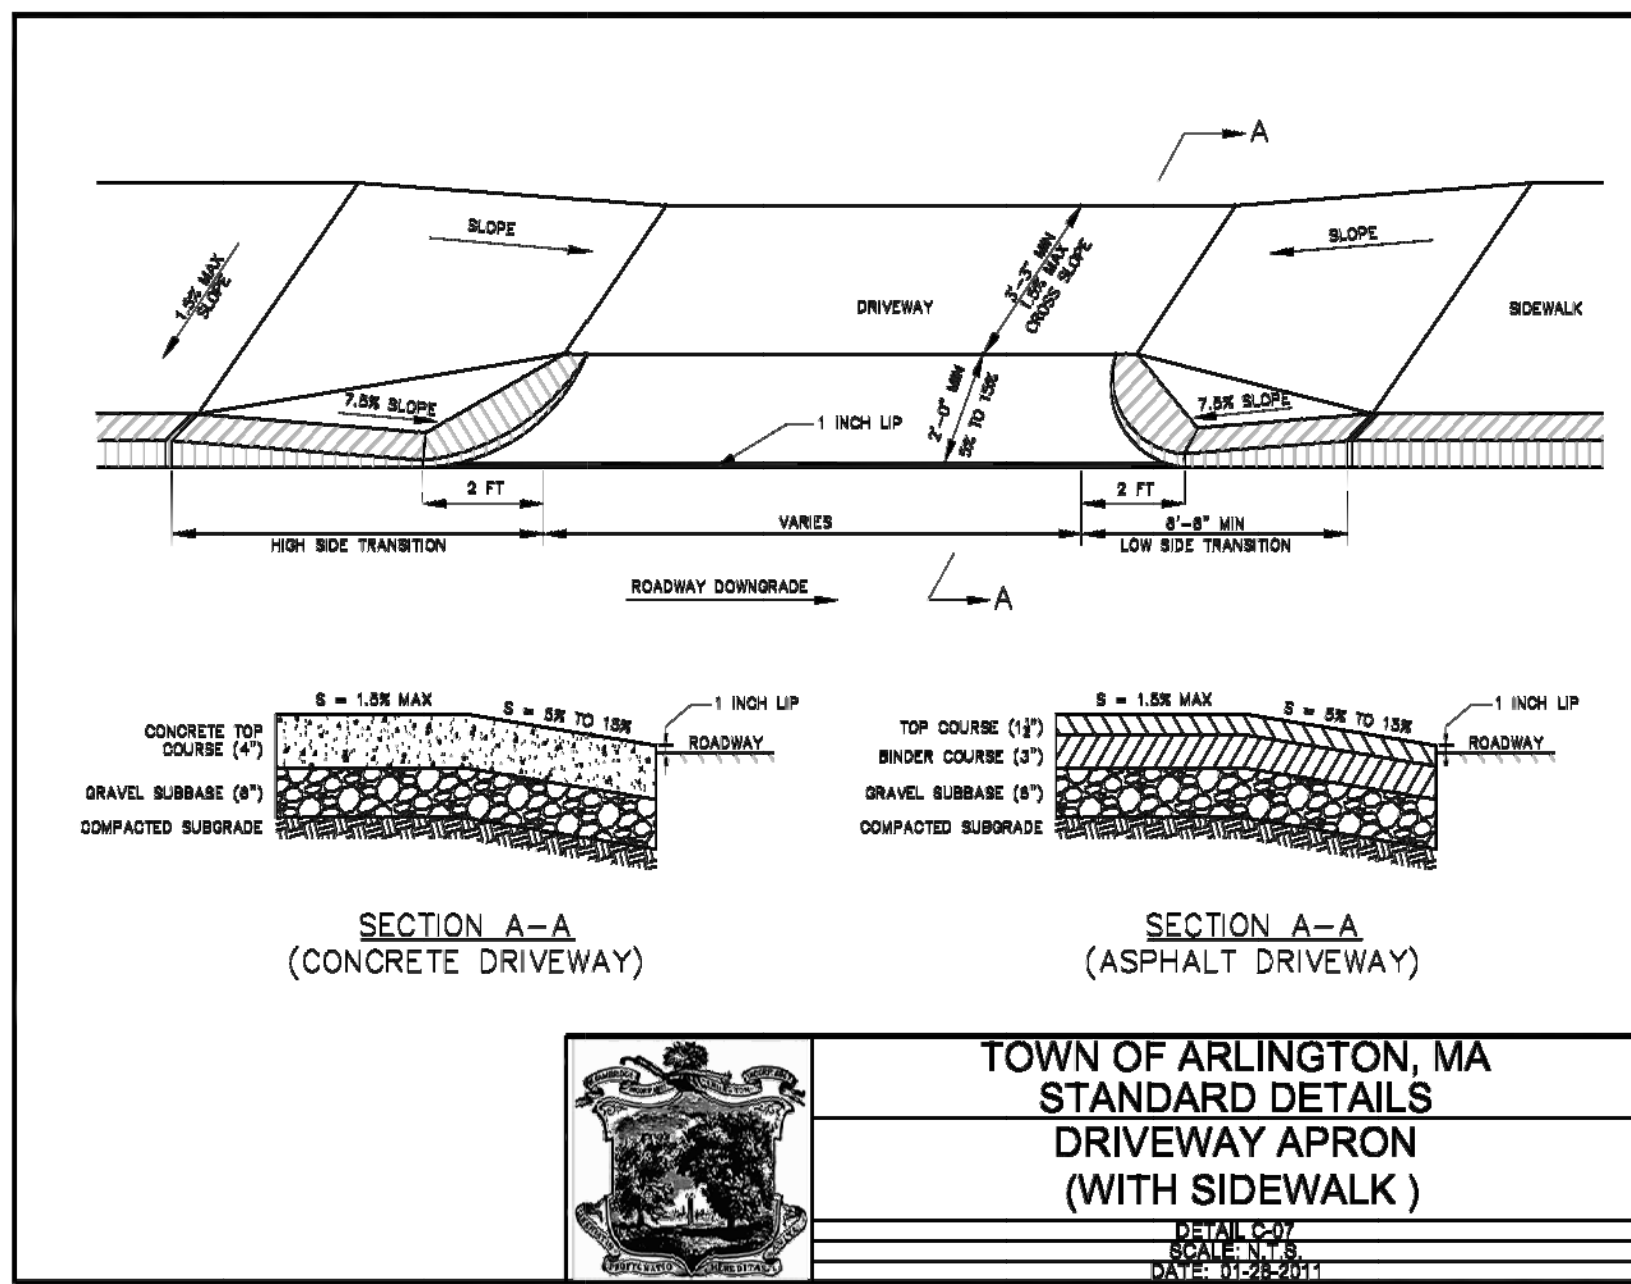 A
SLOPE
SLOPE
1.5% MAX
SLOPE
3'-3" MIN
1.5% MAX
CROSS SLOPE
DRIVEWAY
SIDEWALK
7.5% SLOPE
7.5% SLOPE
2'-0" MIN
5% TO 15%
1 INCH LIP
2 FT
2 FT
VARIES
6'-6" MIN
HIGH SIDE TRANSITION
LOW SIDE TRANSITION
ROADWAY DOWNGRADE
A
S = 1.5% MAX
S = 5% TO 15%
1 INCH LIP
CONCRETE TOP
COURSE (4")
ROADWAY
GRAVEL SUBBASE (8")
COMPACTED SUBGRADE
SECTION A-A
(CONCRETE DRIVEWAY)
S = 1.5% MAX
S = 5% TO 15%
1 INCH LIP
TOP COURSE (1½")
ROADWAY
BINDER COURSE (3")
GRAVEL SUBBASE (8")
COMPACTED SUBGRADE
SECTION A-A
(ASPHALT DRIVEWAY)
TOWN OF ARLINGTON, MA
STANDARD DETAILS
DRIVEWAY APRON
(WITH SIDEWALK )
DETAIL C-07
SCALE: N.T.S.
DATE: 01-28-2011